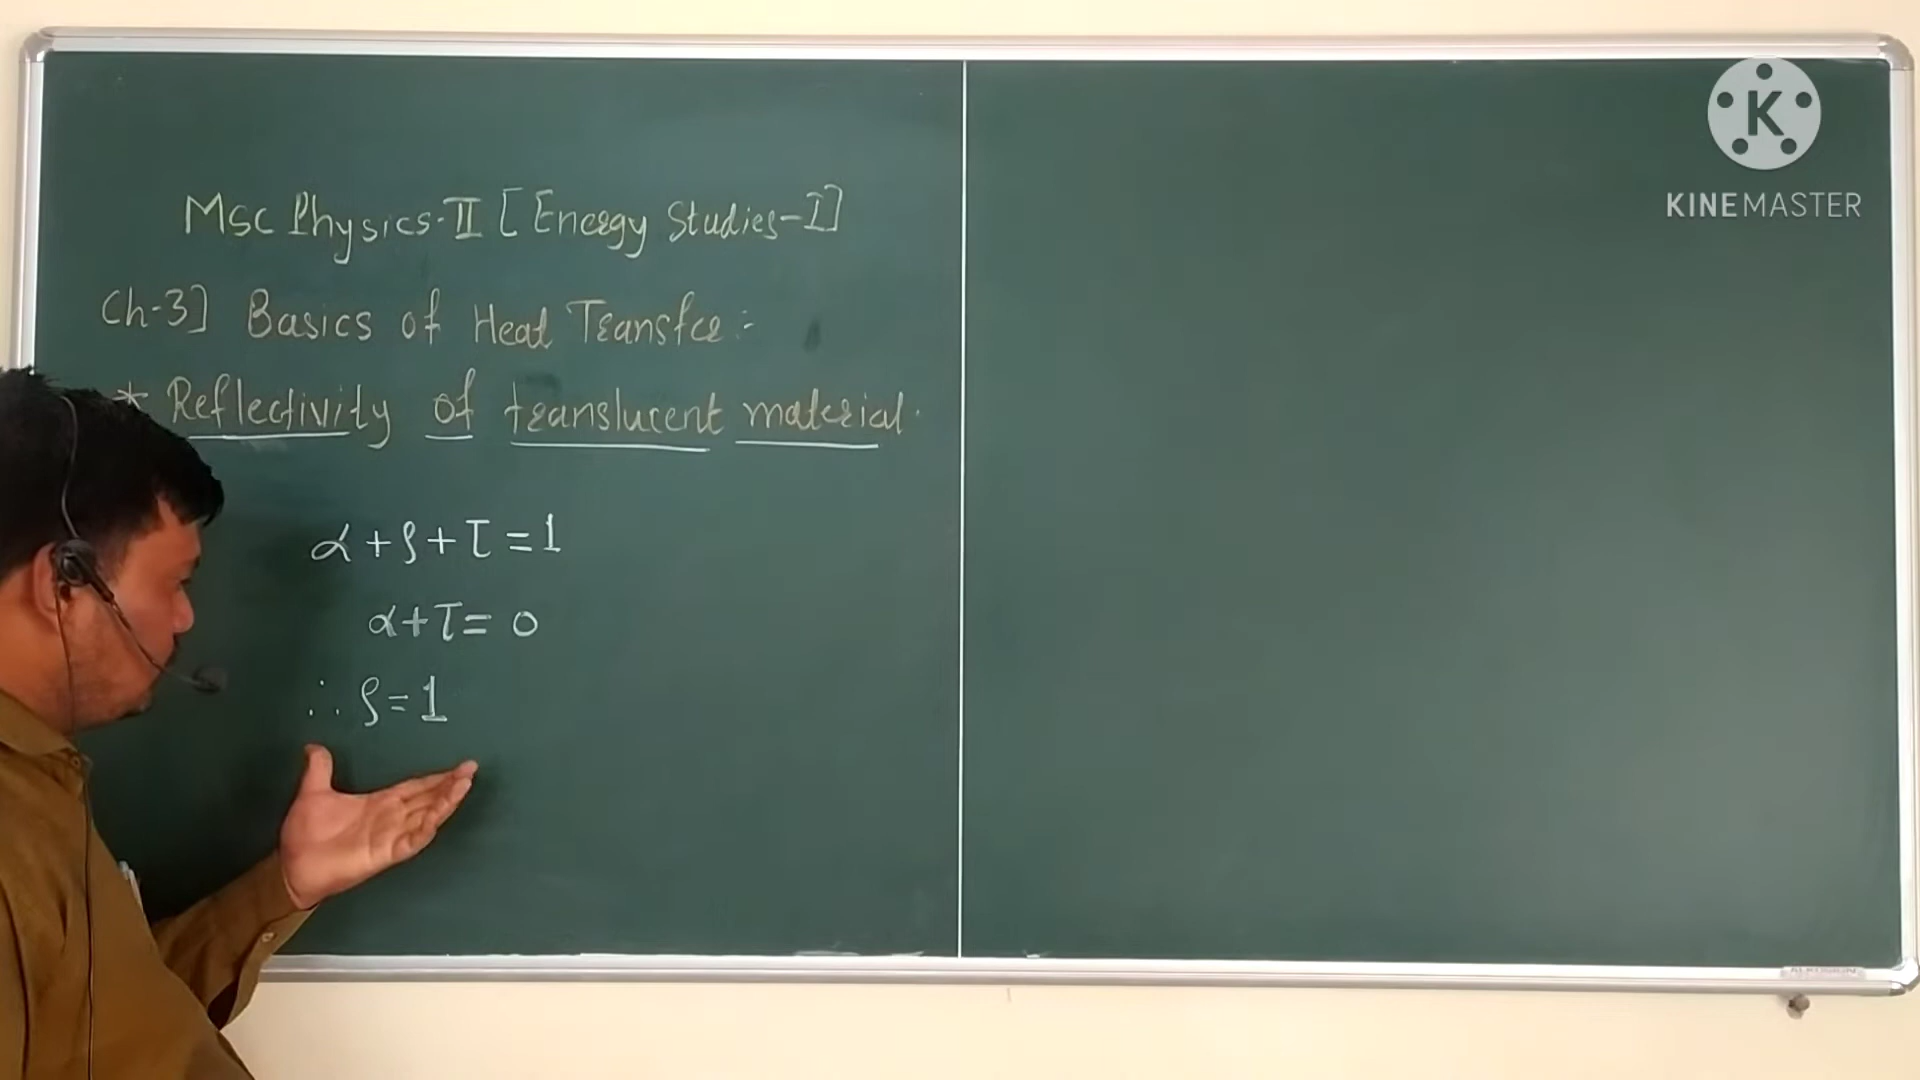 Msc Physics-II [Energy Studies-I]
Ch-3] Basics of Heat Transfer:-
* Reflectivity of translucent material.
α+ρ+τ=1
α+τ=0
∴ ρ=1
K
KINEMASTER